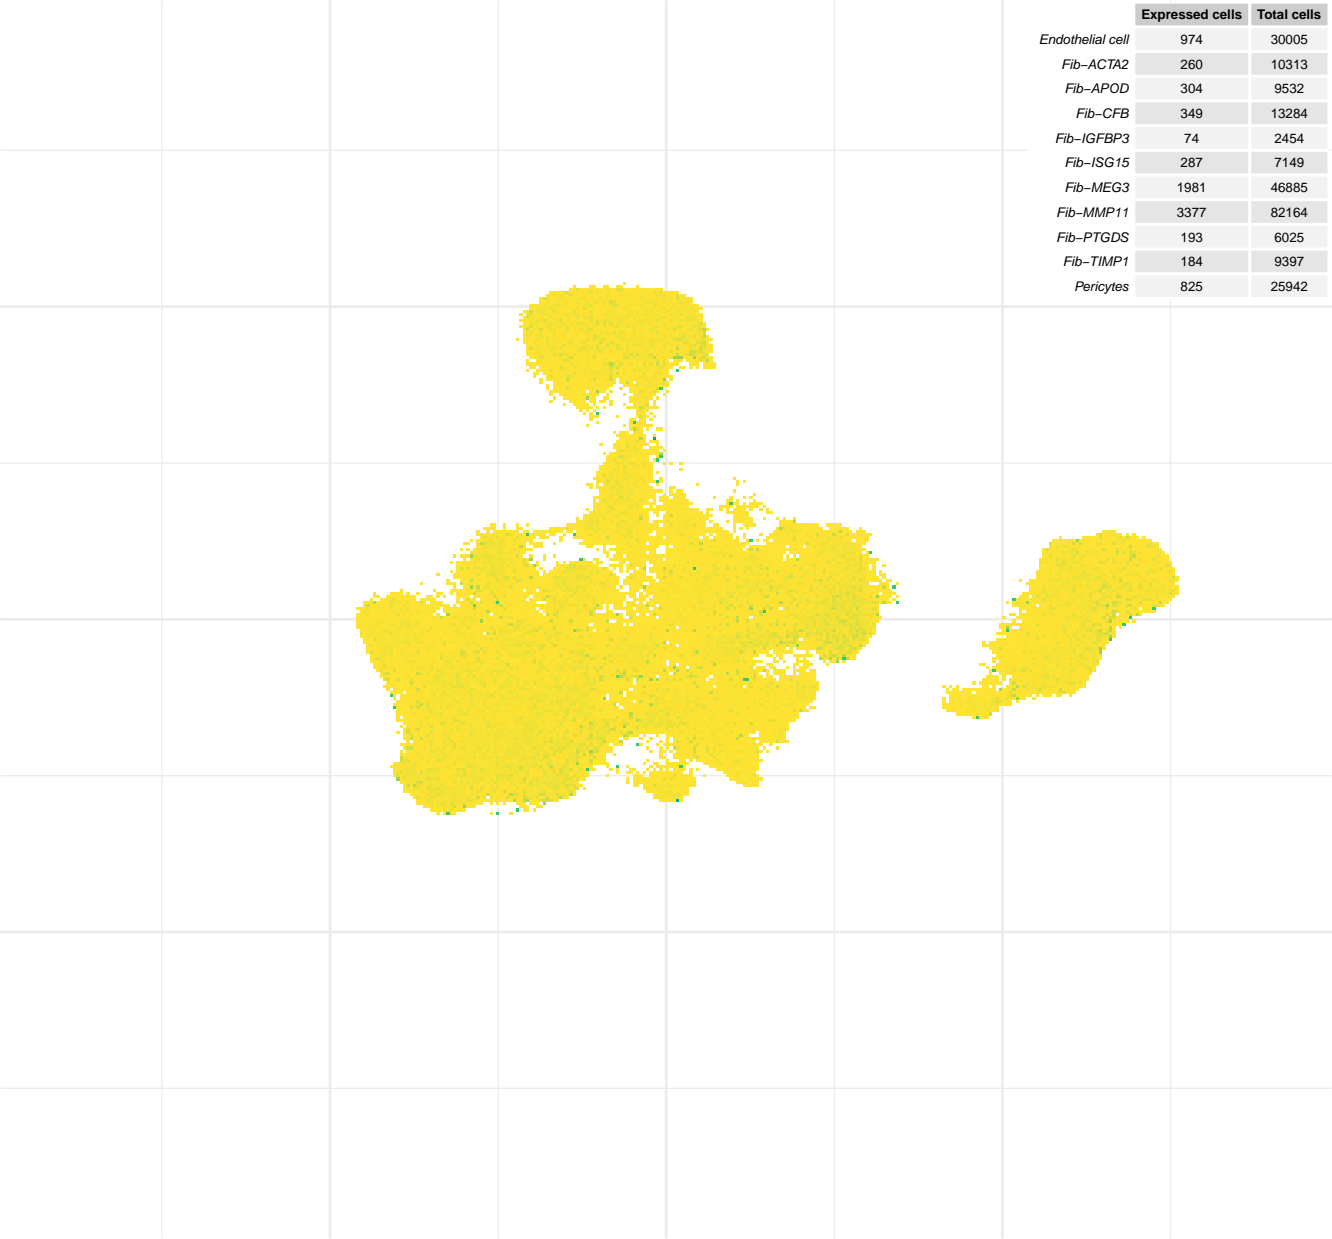 Expressed cells Total cells
Endothelial cell 974 30005
Fib−ACTA2 260 10313
Fib−APOD 304 9532
Fib−CFB 349 13284
Fib−IGFBP3 74 2454
Fib−ISG15 287 7149
Fib−MEG3 1981 46885
Fib−MMP11 3377 82164
Fib−PTGDS 193 6025
Fib−TIMP1 184 9397
Pericytes 825 25942